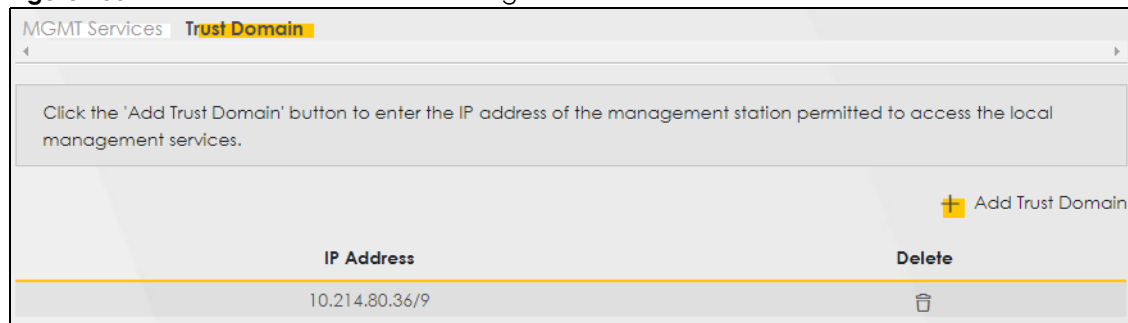 MGMT Services Trust Domain
Click the 'Add Trust Domain' button to enter the IP address of the management station permitted to access the local
management services.
+ Add Trust Domain
IP Address Delete
10.214.80.36/9